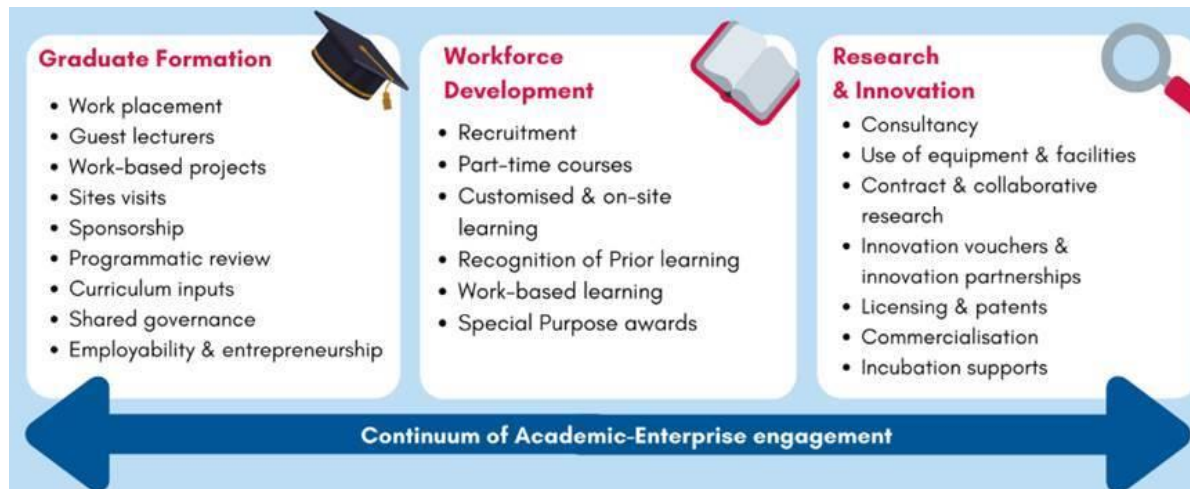 Graduate Formation
• Work placement
• Guest lecturers
• Work-based projects
• Sites visits
• Sponsorship
• Programmatic review
• Curriculum inputs
• Shared governance
• Employability & entrepreneurship
Workforce
Development
• Recruitment
• Part-time courses
• Customised & on-site
learning
• Recognition of Prior learning
• Work-based learning
• Special Purpose awards
Research
& Innovation
• Consultancy
• Use of equipment & facilities
• Contract & collaborative
research
• Innovation vouchers &
innovation partnerships
• Licensing & patents
• Commercialisation
• Incubation supports
Continuum of Academic-Enterprise engagement